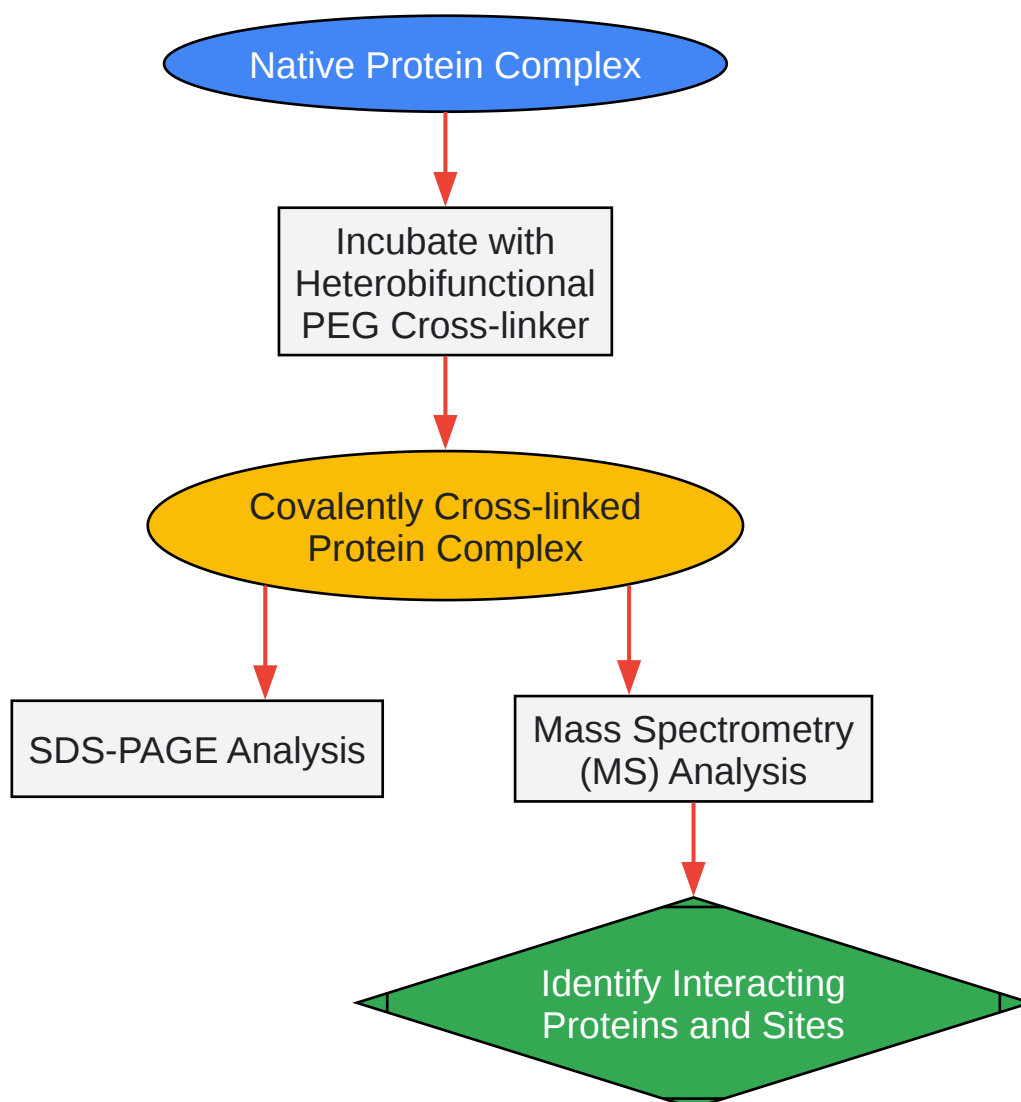 Native Protein Complex
Incubate with
Heterobifunctional
PEG Cross-linker
Covalently Cross-linked
Protein Complex
SDS-PAGE Analysis
Mass Spectrometry
(MS) Analysis
Identify Interacting
Proteins and Sites